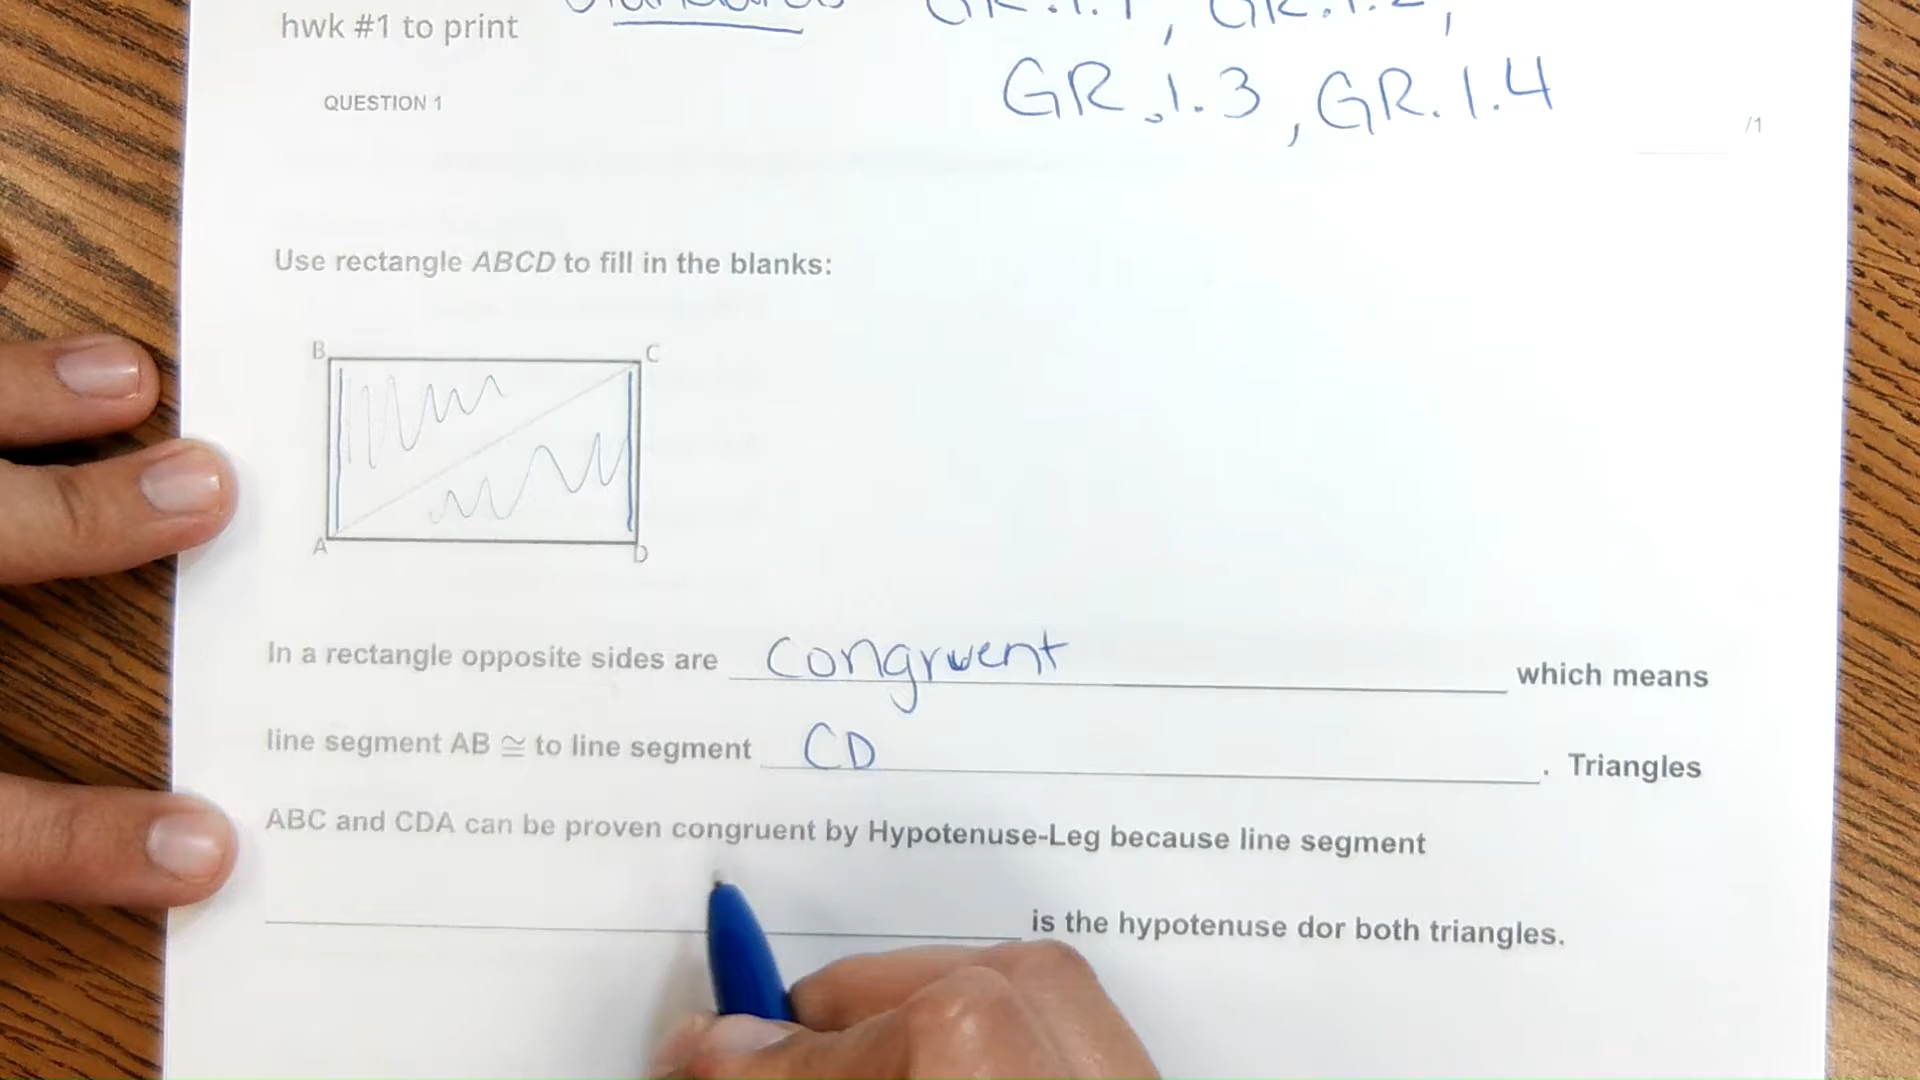 hwk #1 to print
GR.1.3, GR.1.4
QUESTION 1
/1
Use rectangle ABCD to fill in the blanks:
B
C
A
D
In a rectangle opposite sides are congruent which means
line segment AB ≅ to line segment CD . Triangles
ABC and CDA can be proven congruent by Hypotenuse-Leg because line segment
is the hypotenuse dor both triangles.